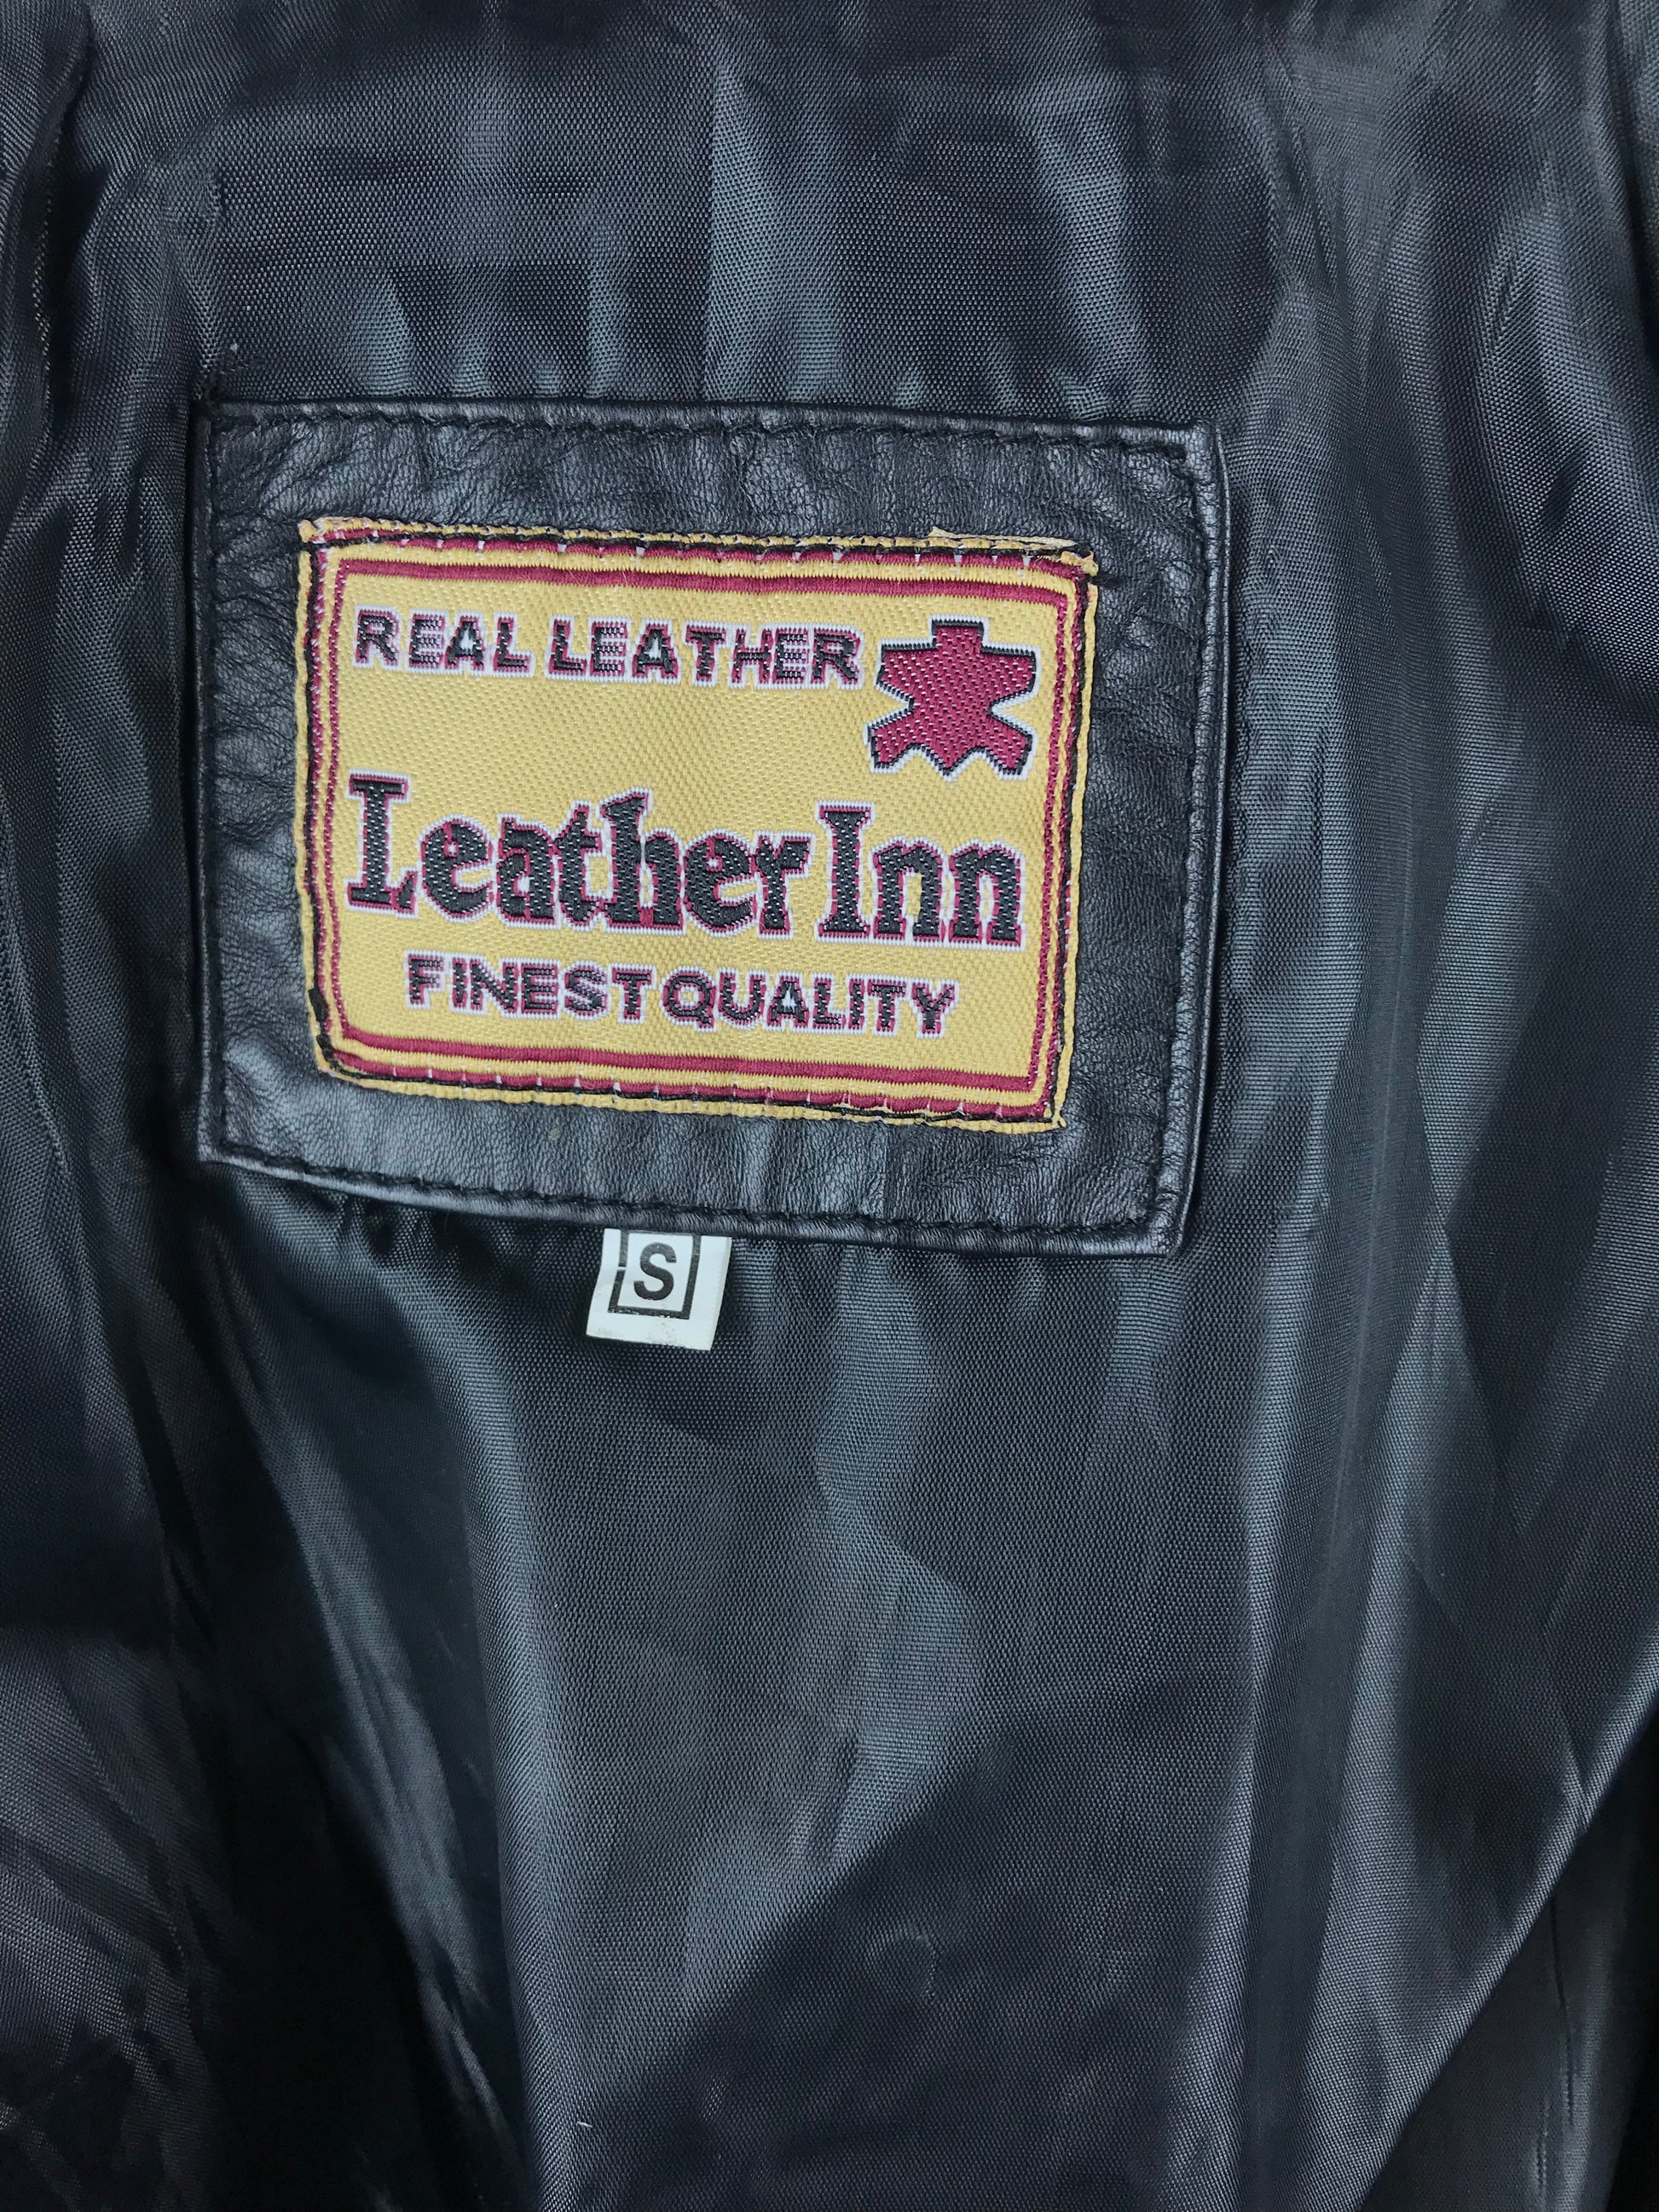 REAL LEATHER
Leather Inn
FINEST QUALITY
S